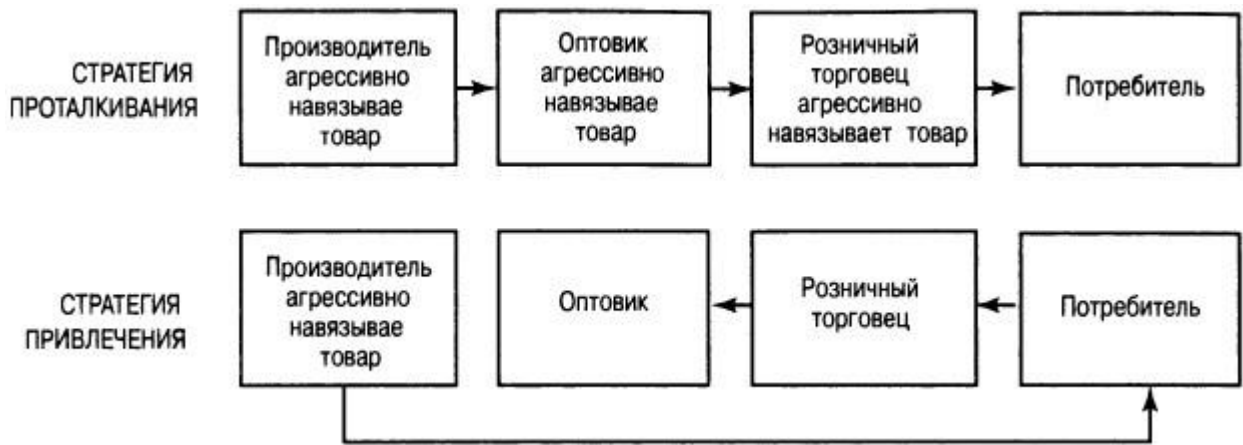 СТРАТЕГИЯ
ПРОТАЛКИВАНИЯ
Производитель
агрессивно
навязывае
товар
Оптовик
агрессивно
навязывае
товар
Розничный
торговец
агрессивно
навязывает товар
Потребитель
СТРАТЕГИЯ
ПРИВЛЕЧЕНИЯ
Производитель
агрессивно
навязывае
товар
Оптовик
Розничный
торговец
Потребитель